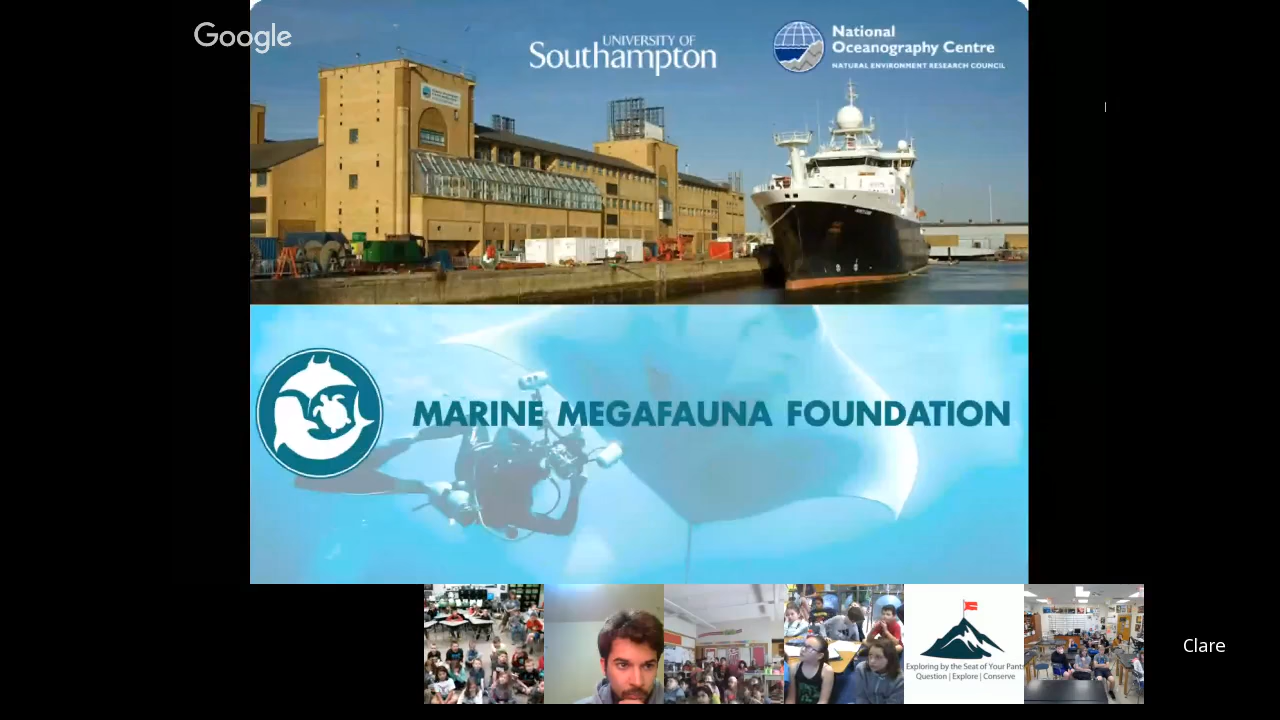 Google
UNIVERSITY OF
Southampton
National
Oceanography Centre
NATURAL ENVIRONMENT RESEARCH COUNCIL
MARINE MEGAFAUNA FOUNDATION
Exploring by the Seat of Your Pants
Question | Explore | Conserve
Clare